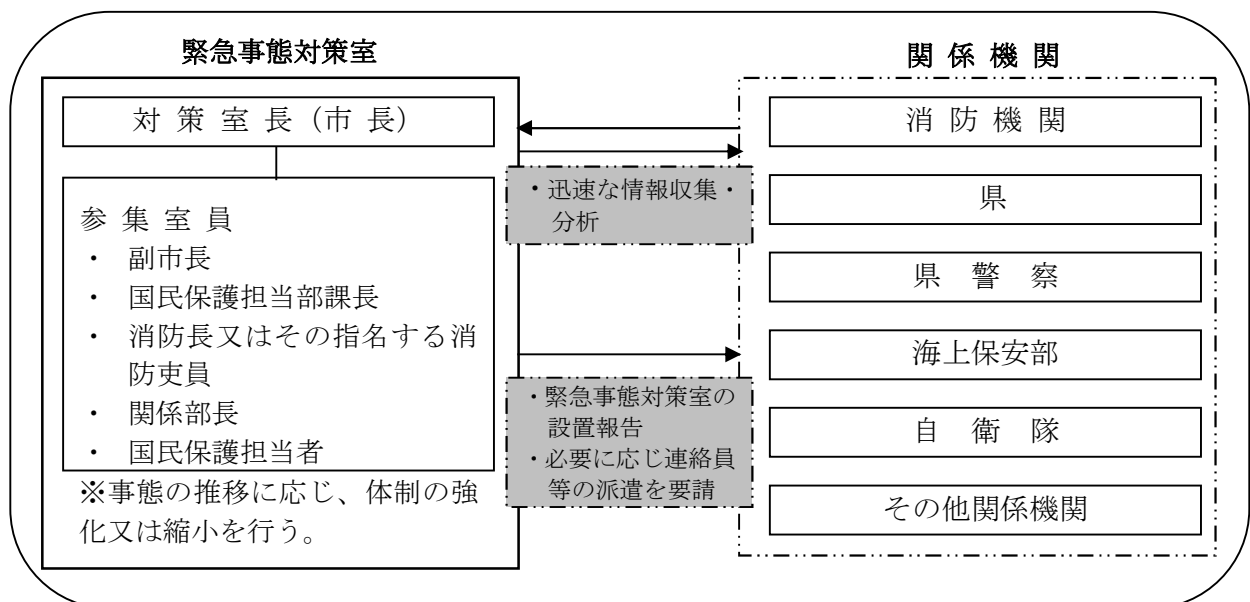 緊急事態対策室
対 策 室 長 (市 長)
参 集 室 員
・ 副市長
・ 国民保護担当部課長
・ 消防長又はその指名する消
防吏員
・ 関係部長
・ 国民保護担当者
※事態の推移に応じ、体制の強
化又は縮小を行う。
・迅速な情報収集・
分析
・緊急事態対策室の
設置報告
・必要に応じ連絡員
等の派遣を要請
関 係 機 関
消 防 機 関
県
県 警 察
海上保安部
自 衛 隊
その他関係機関